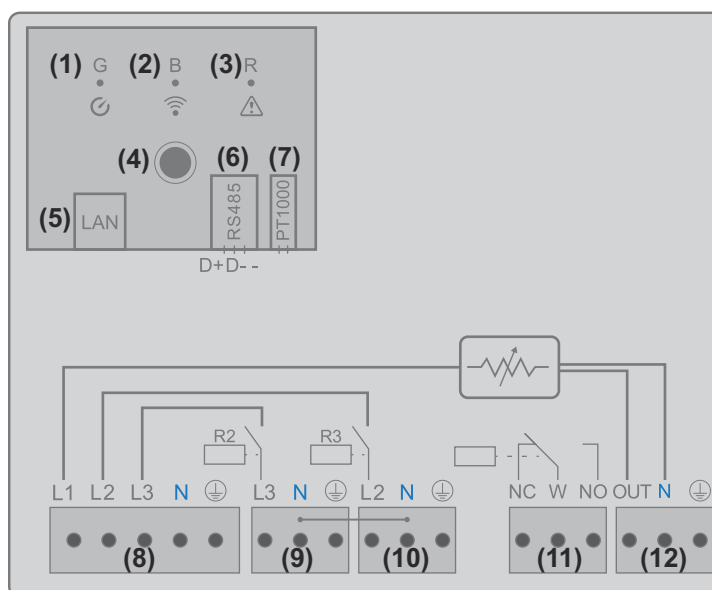 (1) G (2) B (3) R
(4) (6) (7)
(5) LAN RS485 PT1000
D+D- -
R2 R3
L1 L2 L3 N L3 N L2 N NC W NO OUT N
(8) (9) (10) (11) (12)